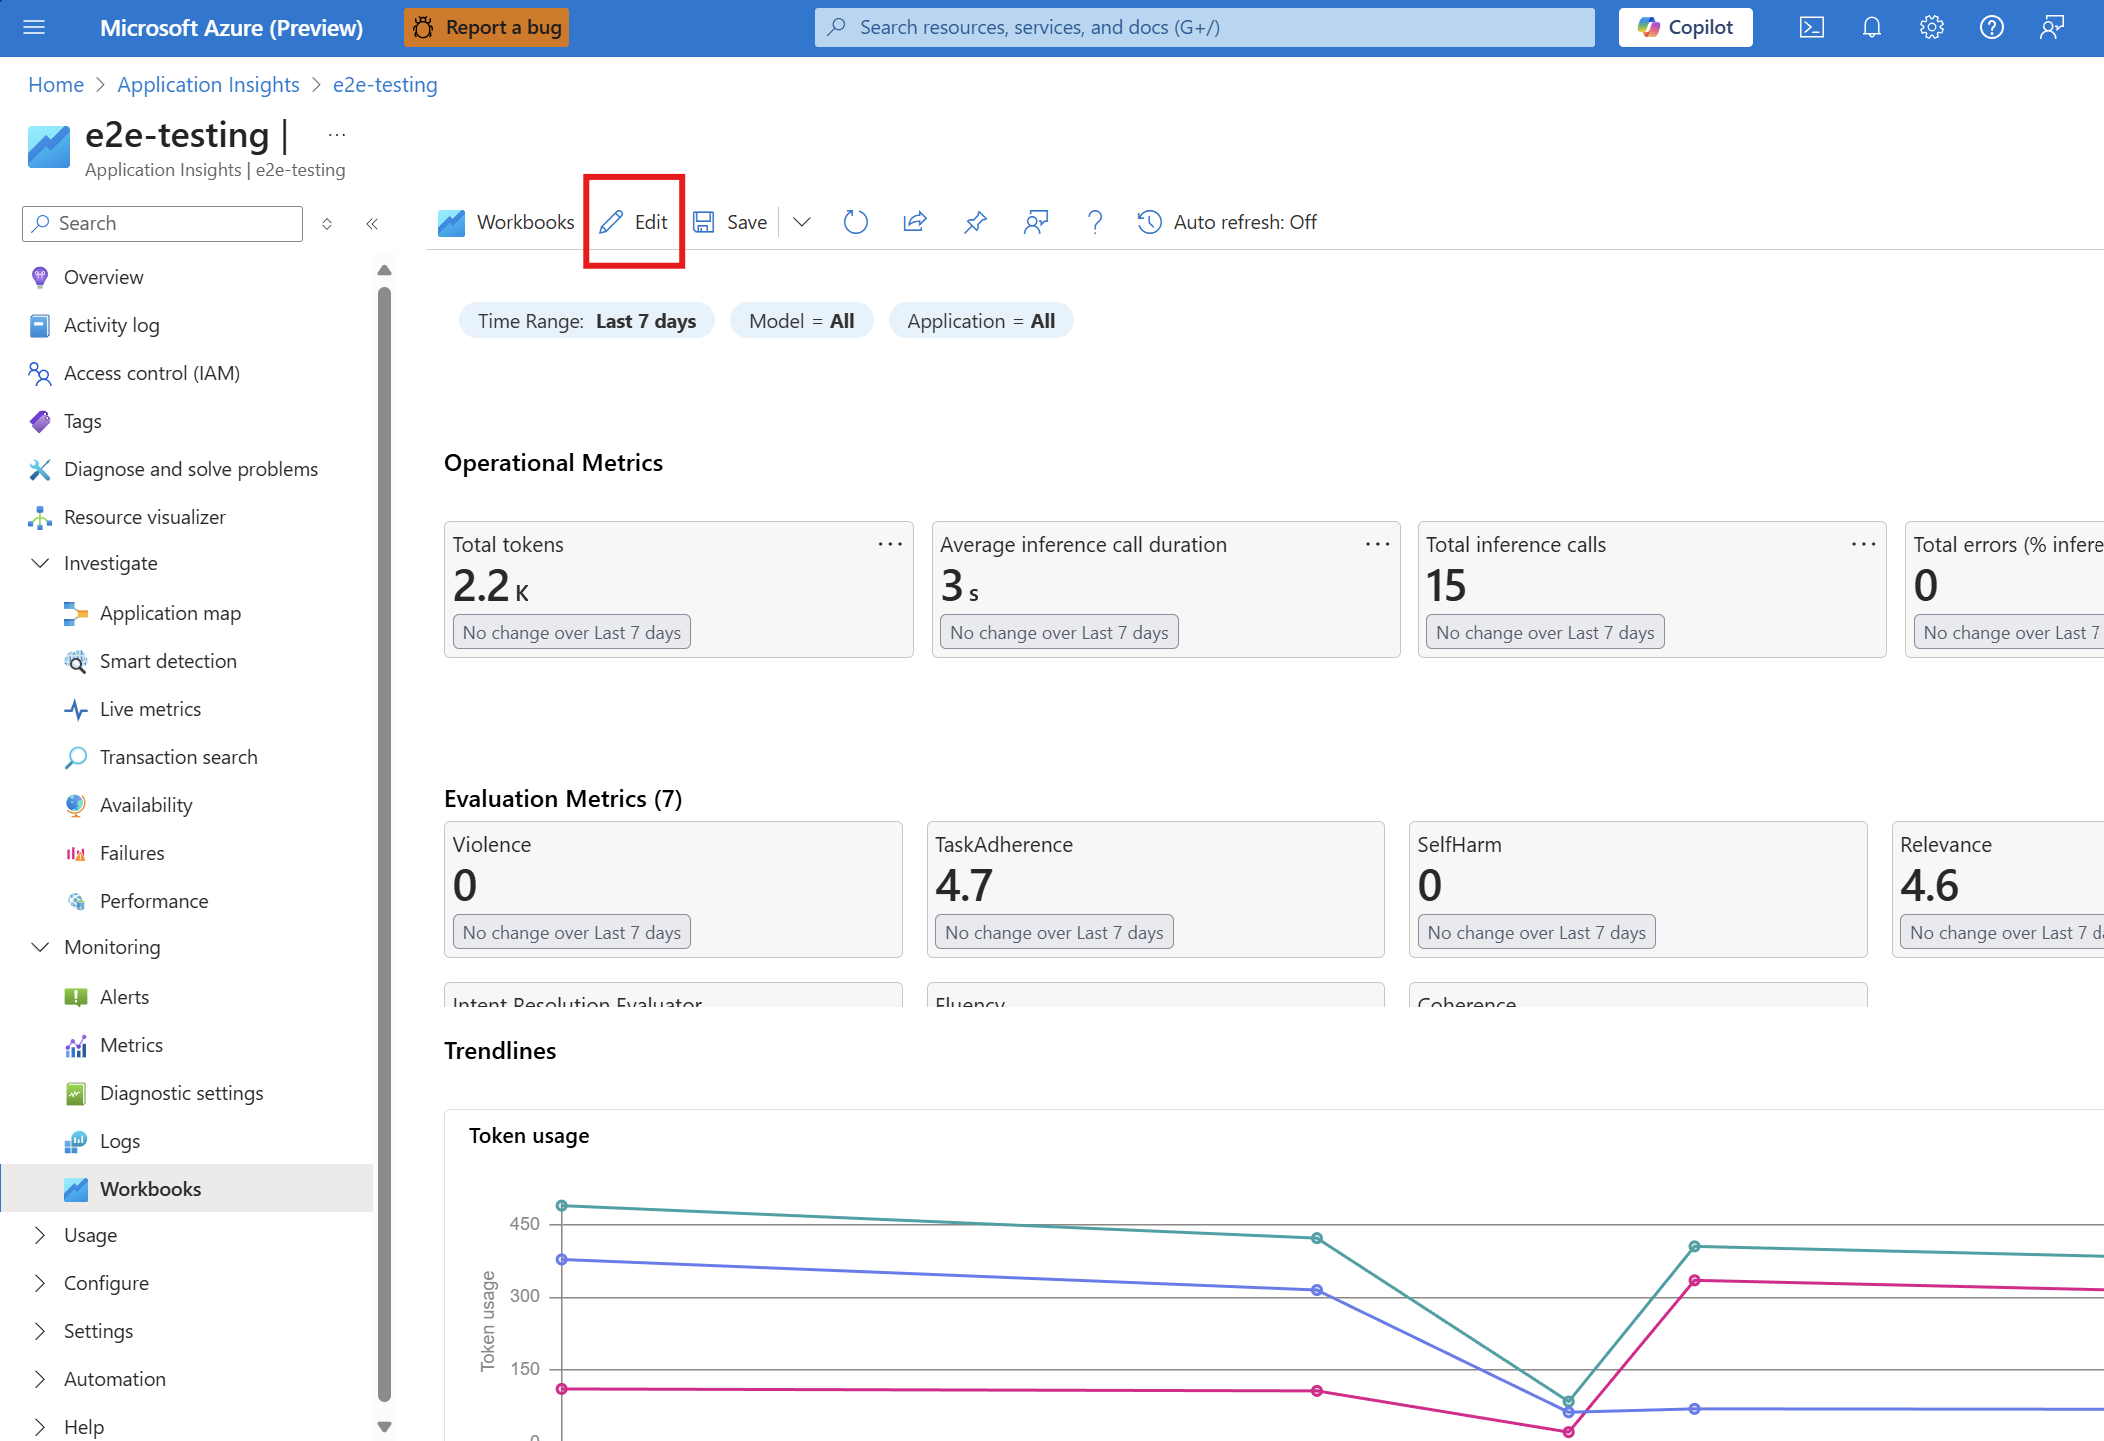 Microsoft Azure (Preview)
Report a bug
Search resources, services, and docs (G+/)
Copilot
Home > Application Insights > e2e-testing
e2e-testing |
...
Application Insights | e2e-testing
Search
Workbooks
Edit
Save
Auto refresh: Off
Overview
Activity log
Access control (IAM)
Tags
Diagnose and solve problems
Resource visualizer
Investigate
Application map
Smart detection
Live metrics
Transaction search
Availability
Failures
Performance
Monitoring
Alerts
Metrics
Diagnostic settings
Logs
Workbooks
Usage
Configure
Settings
Automation
Help
Time Range: Last 7 days
Model = All
Application = All
Operational Metrics
Total tokens
2.2 K
No change over Last 7 days
Average inference call duration
3 s
No change over Last 7 days
Total inference calls
15
No change over Last 7 days
Total errors (% infere
0
No change over Last 7
Evaluation Metrics (7)
Violence
0
No change over Last 7 days
TaskAdherence
4.7
No change over Last 7 days
SelfHarm
0
No change over Last 7 days
Relevance
4.6
No change over Last 7 d
Intent Resolution Evaluator
Fluency
Coherence
Trendlines
Token usage
Token usage
450
300
150
0